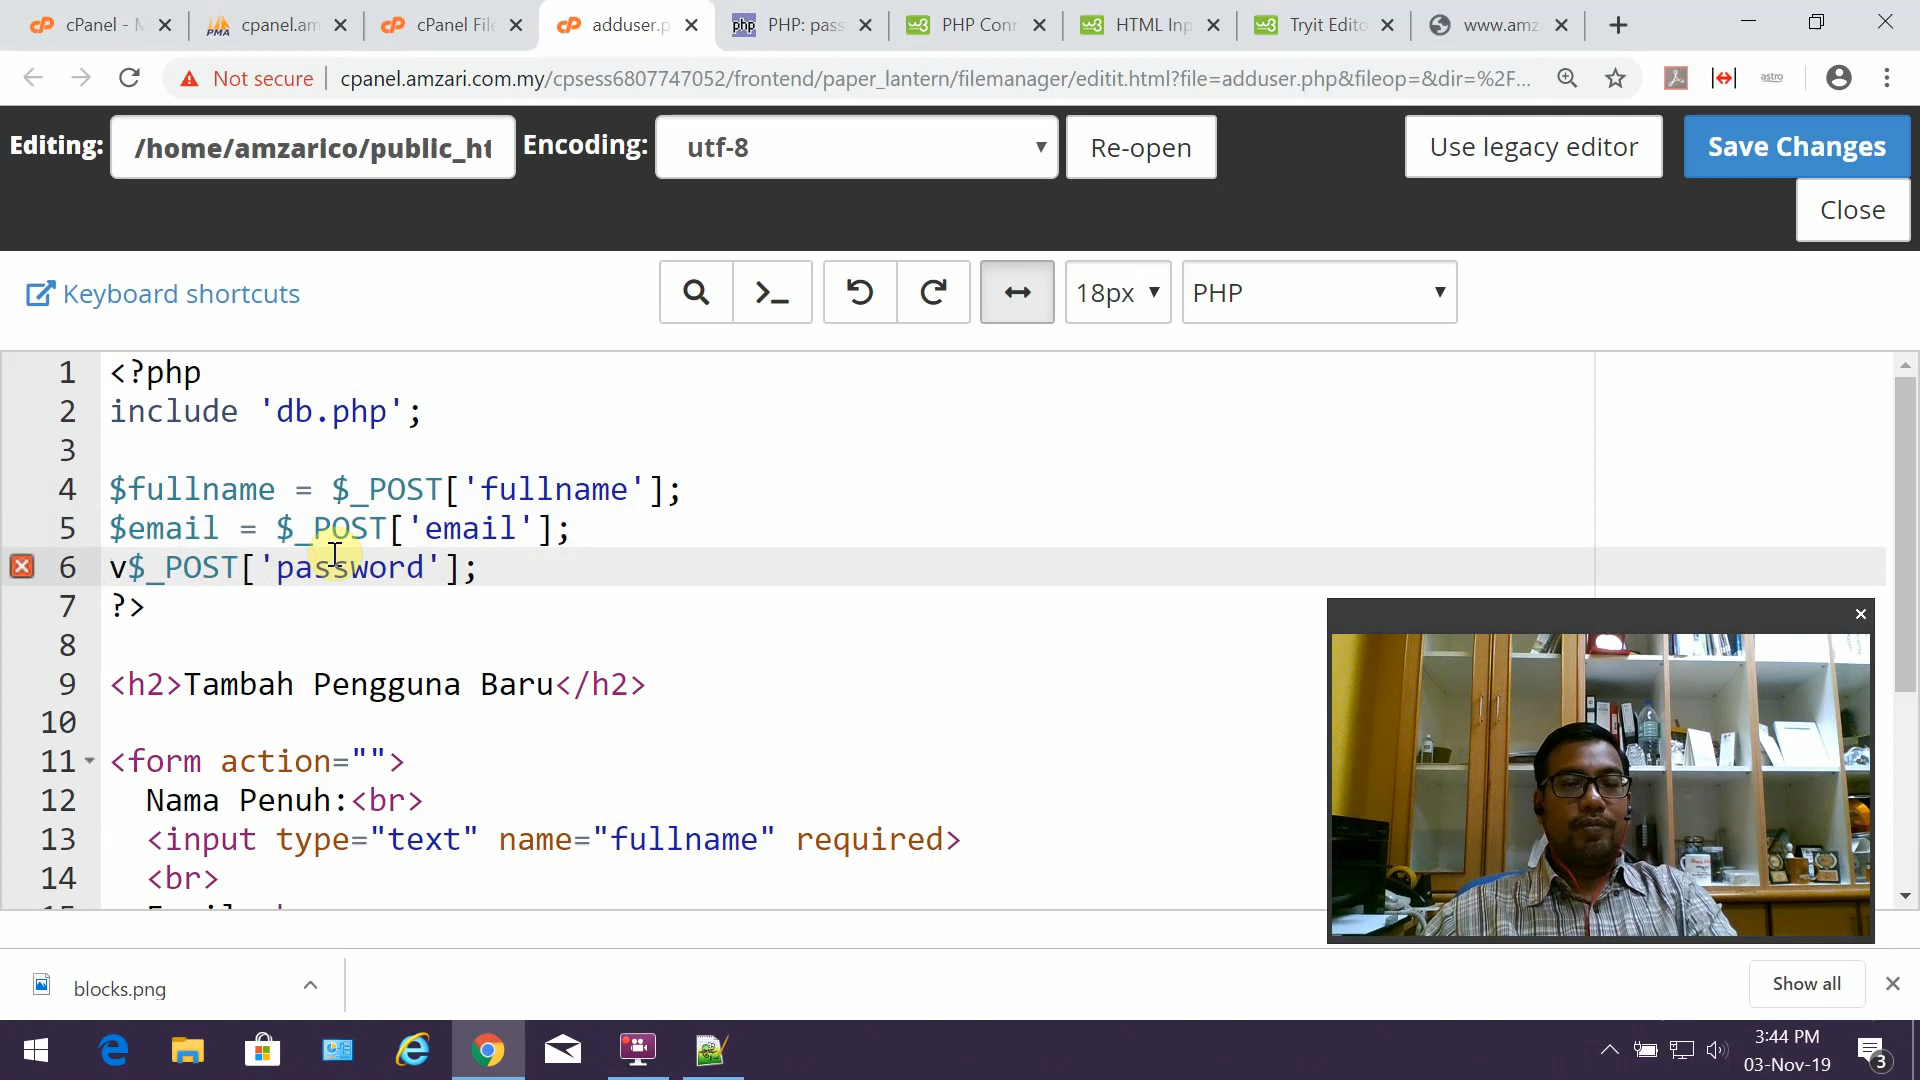 cPanel - M
cpanel.am
cPanel File
adduser.p
PHP: pass
PHP Conn
HTML Inp
Tryit Edito
www.amz
Not secure
cpanel.amzari.com.my/cpsess6807747052/frontend/paper_lantern/filemanager/editit.html?file=adduser.php&fileop=&dir=%2F...
astro
Editing:
/home/amzarico/public_ht
Encoding:
utf-8
Re-open
Use legacy editor
Save Changes
Close
Keyboard shortcuts
18px
PHP
1 <?php
2 include 'db.php';
3
4 $fullname = $_POST['fullname'];
5 $email = $_POST['email'];
6 v$_POST['password'];
7 ?>
8
9 <h2>Tambah Pengguna Baru</h2>
10
11 <form action="">
12 Nama Penuh:<br>
13 <input type="text" name="fullname" required>
14 <br>
blocks.png
Show all
3:44 PM
03-Nov-19
3